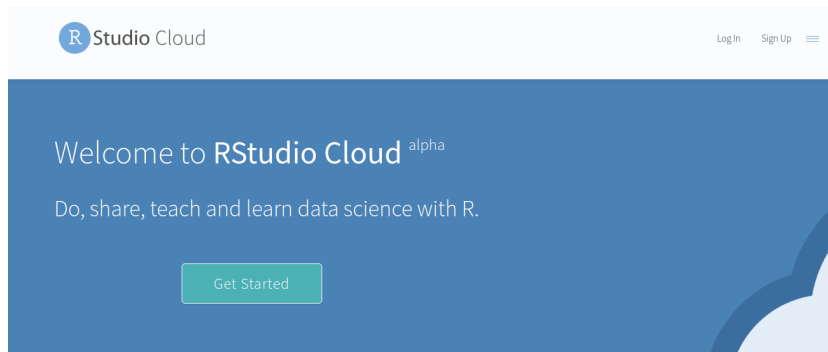 R Studio Cloud
Log In
Sign Up
Welcome to RStudio Cloud alpha
Do, share, teach and learn data science with R.
Get Started